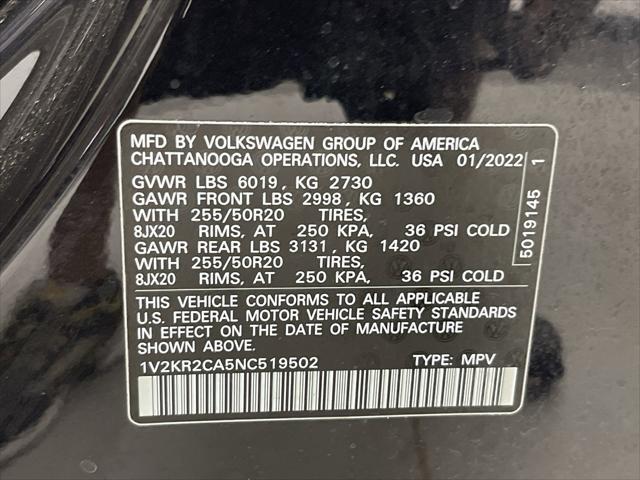 MFD BY VOLKSWAGEN GROUP OF AMERICA
CHATTANOOGA OPERATIONS, LLC. USA 01/2022
GVWR LBS 6019, KG 2730
GAWR FRONT LBS 2998, KG 1360
WITH 255/50R20 TIRES,
8JX20 RIMS, AT 250 KPA, 36 PSI COLD
GAWR REAR LBS 3131, KG 1420
WITH 255/50R20 TIRES,
8JX20 RIMS, AT 250 KPA, 36 PSI COLD
THIS VEHICLE CONFORMS TO ALL APPLICABLE
U.S. FEDERAL MOTOR VEHICLE SAFETY STANDARDS
IN EFFECT ON THE DATE OF MANUFACTURE
SHOWN ABOVE.
1V2KR2CA5NC519502 TYPE: MPV
5019145 1